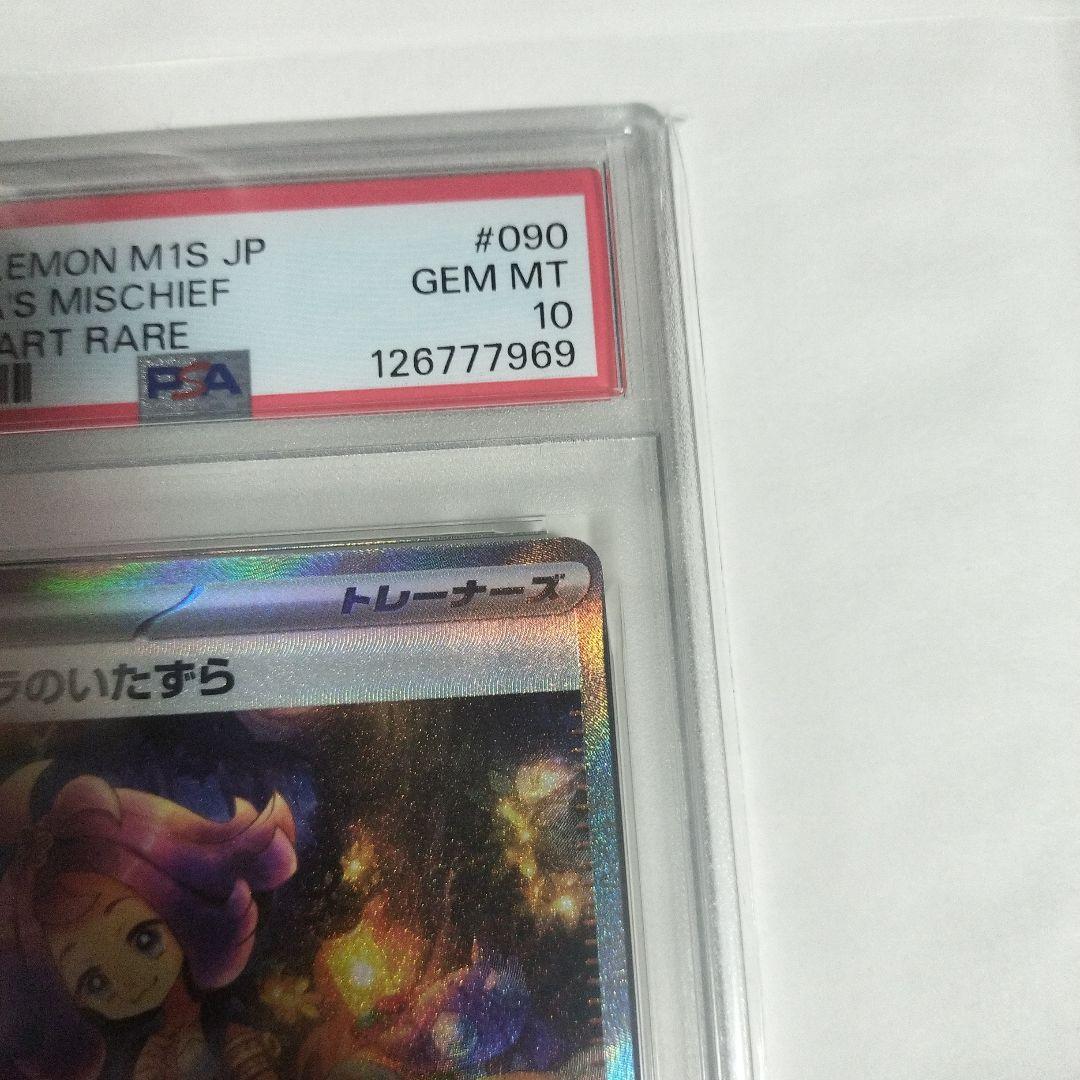 EMON M1S JP
#090
A'S MISCHIEF
GEM MT
ART RARE
10
PSA
126777969
トレーナーズ
ラのいたずら